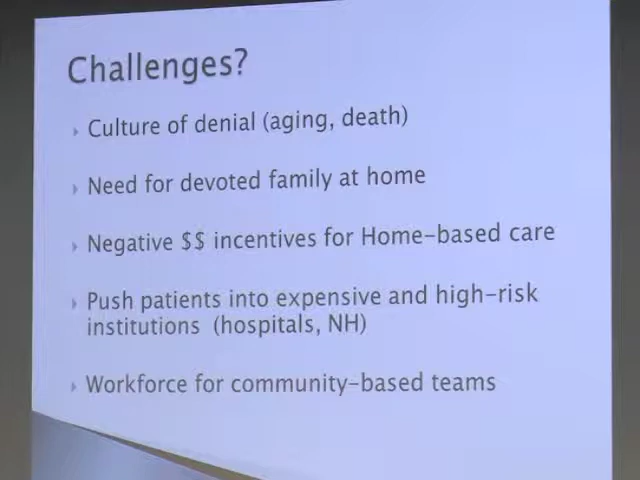 Challenges?
Culture of denial (aging, death)
Need for devoted family at home
Negative $$ incentives for Home-based care
Push patients into expensive and high-risk
institutions (hospitals, NH)
Workforce for community-based teams